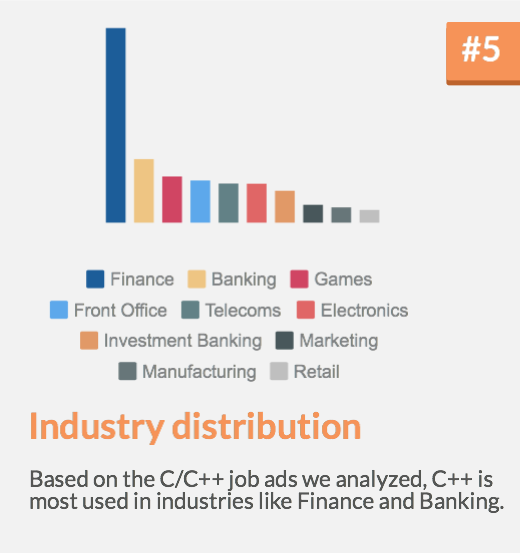 #5
Finance Banking Games
Front Office Telecoms Electronics
Investment Banking Marketing
Manufacturing Retail
Industry distribution
Based on the C/C++ job ads we analyzed, C++ is
most used in industries like Finance and Banking.